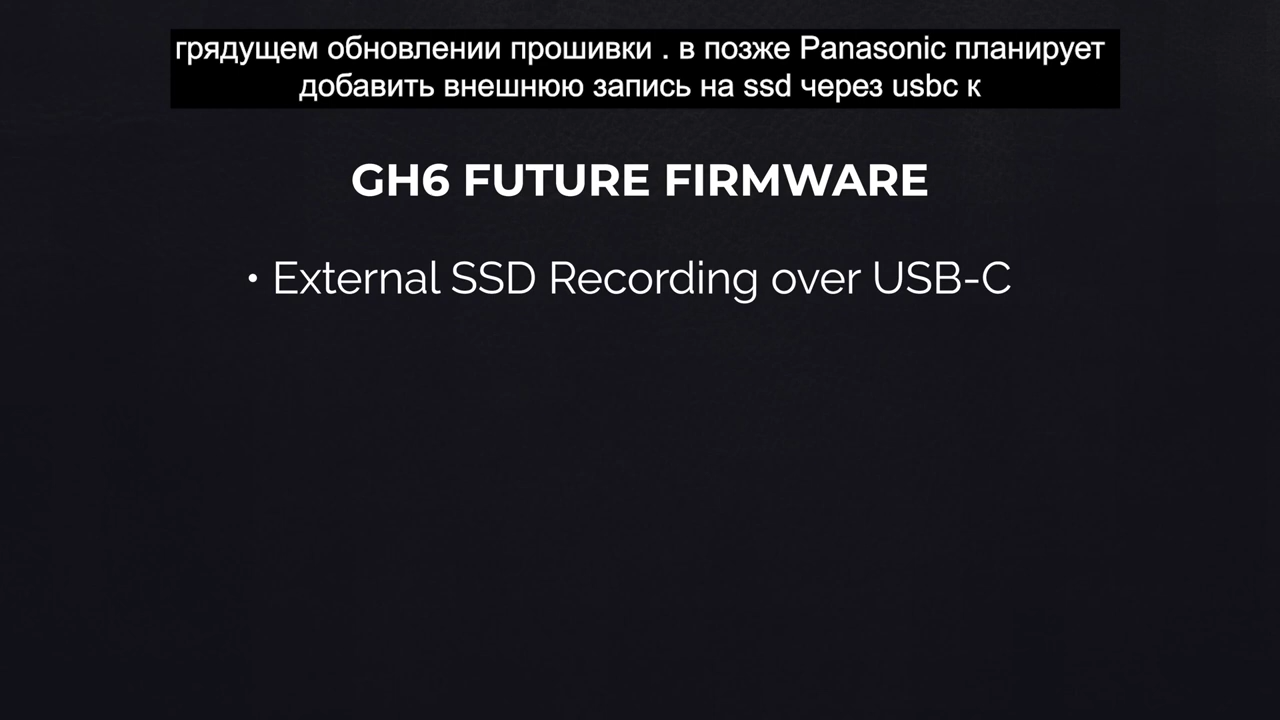 грядущем обновлении прошивки . в позже Panasonic планирует
добавить внешнюю запись на ssd через usbc к
GH6 FUTURE FIRMWARE
• External SSD Recording over USB-C